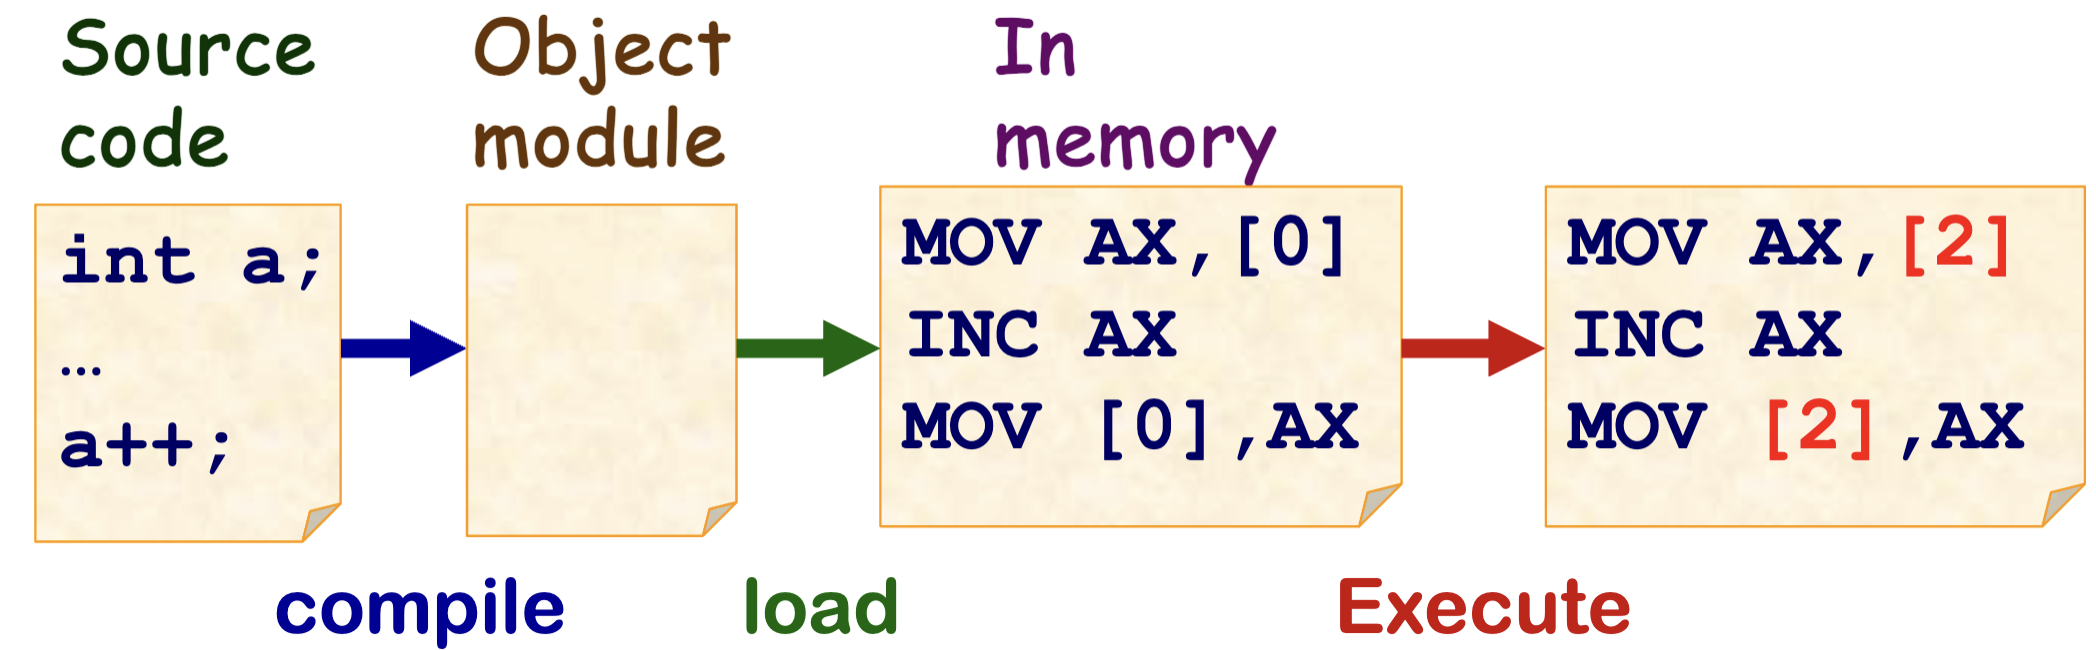 Source
code
Object
module
In
memory
int a;
…
a++;
MOV AX,[0]
INC AX
MOV [0],AX
MOV AX,[2]
INC AX
MOV [2],AX
compile
load
Execute